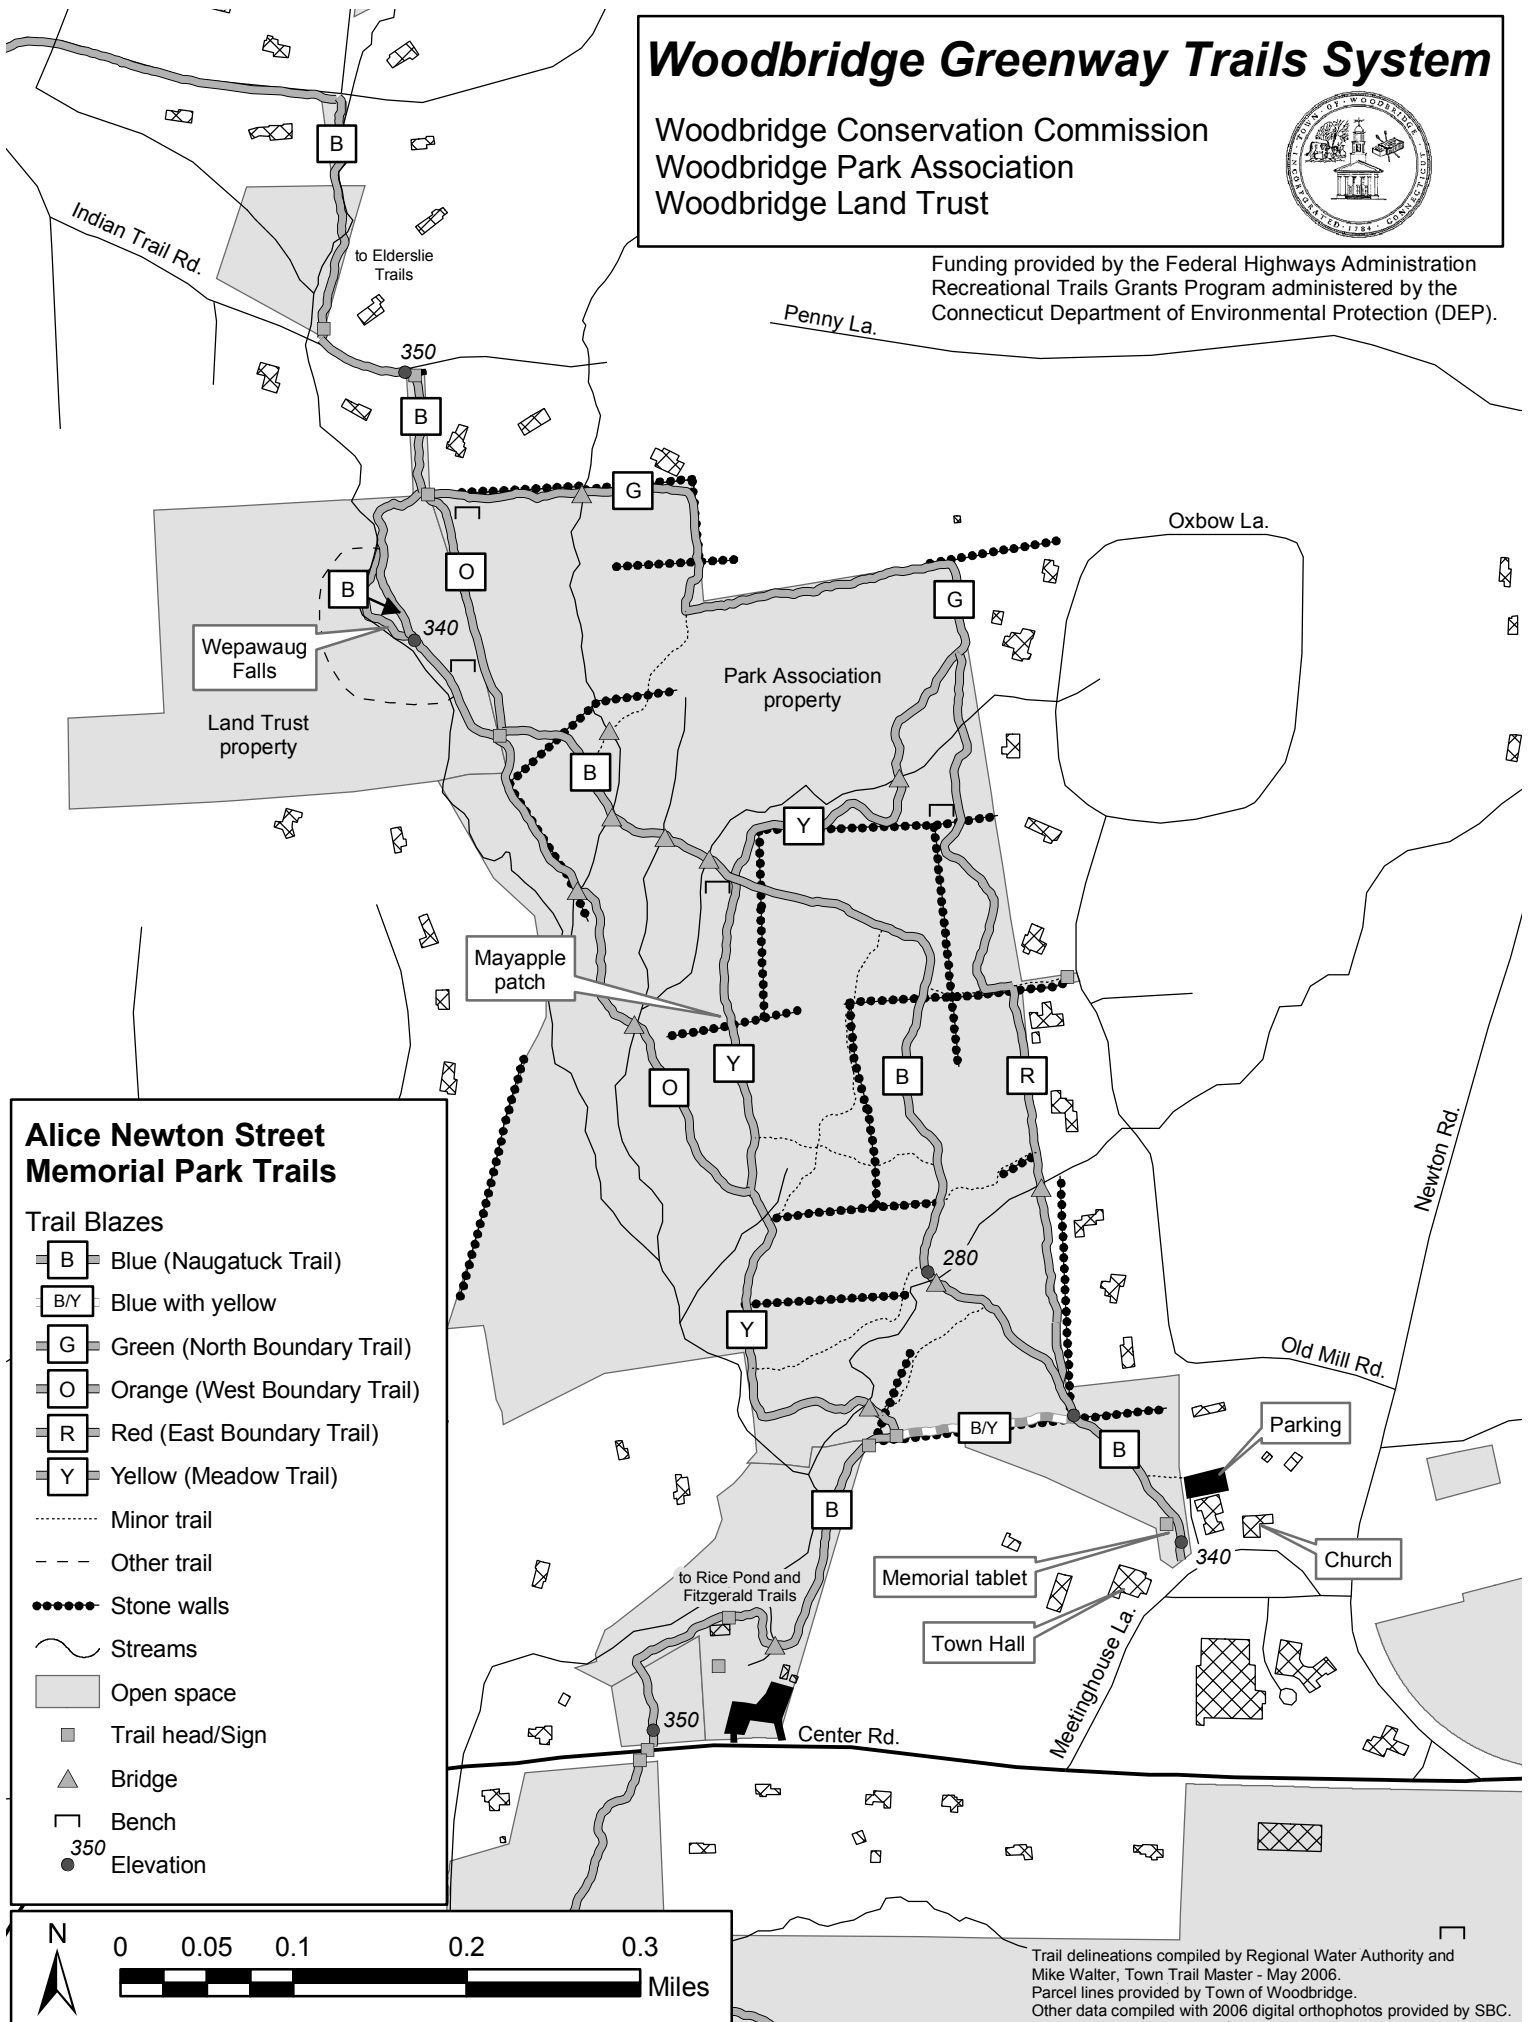 Woodbridge Greenway Trails System
Woodbridge Conservation Commission
Woodbridge Park Association
Woodbridge Land Trust
INCORPORATED · 1784 · CONNECTICUT
· TOWN · OF · WOODBRIDGE ·
Funding provided by the Federal Highways Administration
Recreational Trails Grants Program administered by the
Connecticut Department of Environmental Protection (DEP).
B
Indian Trail Rd.
to Elderslie
Trails
Penny La.
350
B
G
Oxbow La.
O
B
G
340
Wepawaug
Falls
Park Association
property
Land Trust
property
B
Y
Mayapple
patch
Y
O
B
R
Newton Rd.
280
Y
Old Mill Rd.
Parking
B/Y
B
B
340
Church
Memorial tablet
to Rice Pond and
Fitzgerald Trails
Town Hall
Meetinghouse La.
350
Center Rd.
Alice Newton Street
Memorial Park Trails
Trail Blazes
B Blue (Naugatuck Trail)
B/Y Blue with yellow
G Green (North Boundary Trail)
O Orange (West Boundary Trail)
R Red (East Boundary Trail)
Y Yellow (Meadow Trail)
Minor trail
Other trail
Stone walls
Streams
Open space
Trail head/Sign
Bridge
Bench
350 Elevation
N
0 0.05 0.1 0.2 0.3
Miles
Trail delineations compiled by Regional Water Authority and
Mike Walter, Town Trail Master - May 2006.
Parcel lines provided by Town of Woodbridge.
Other data compiled with 2006 digital orthophotos provided by SBC.